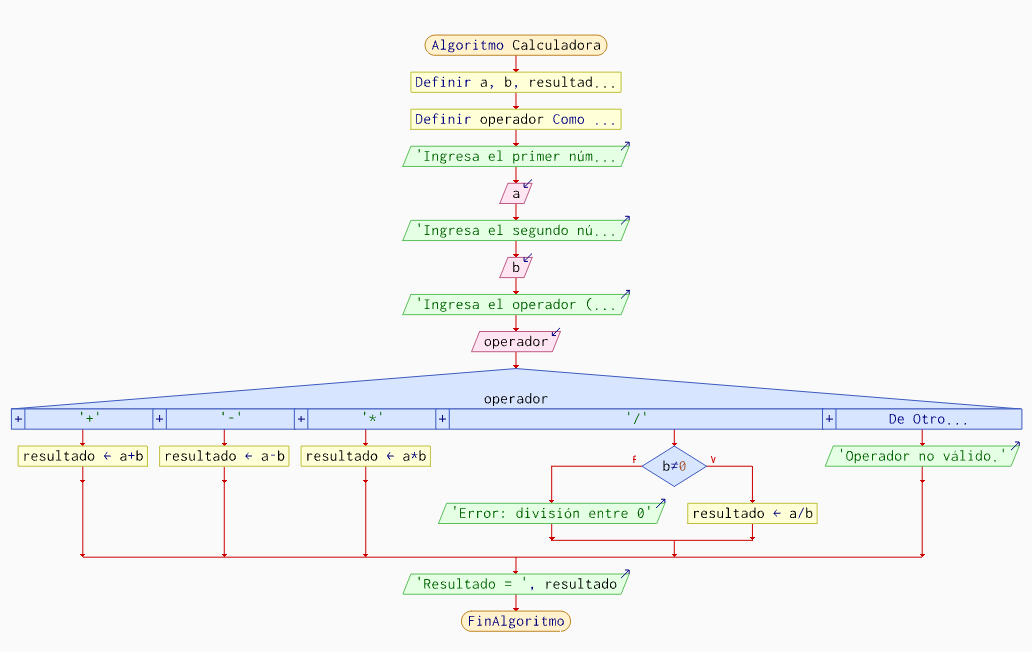 Algoritmo Calculadora
Definir a, b, resultad...
Definir operador Como ...
'Ingresa el primer núm...
a
'Ingresa el segundo nú...
b
'Ingresa el operador (...
operador
operador
+ '+' + '-' + '*' + '/' + De Otro...
resultado ← a+b resultado ← a-b resultado ← a*b F b≠0 V 'Operador no válido.'
'Error: división entre 0' resultado ← a/b
'Resultado = ', resultado
FinAlgoritmo